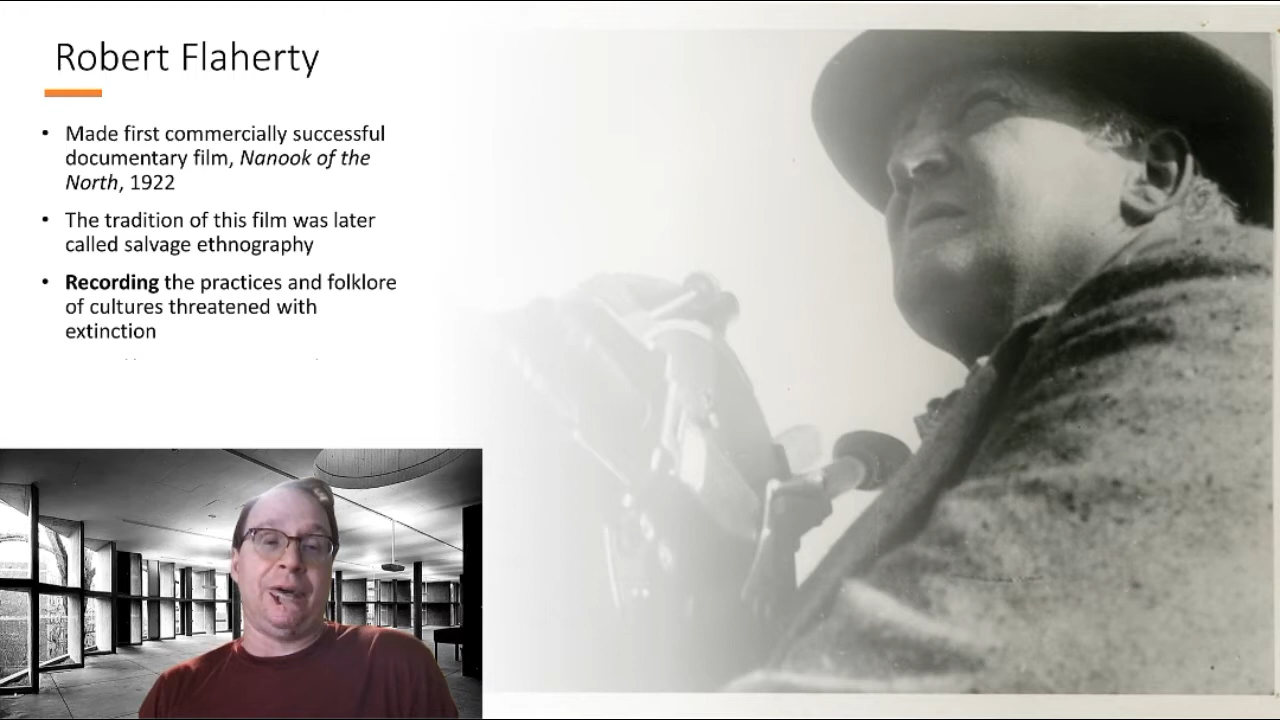 Robert Flaherty
• Made first commercially successful
documentary film, Nanook of the
North, 1922
• The tradition of this film was later
called salvage ethnography
• Recording the practices and folklore
of cultures threatened with
extinction